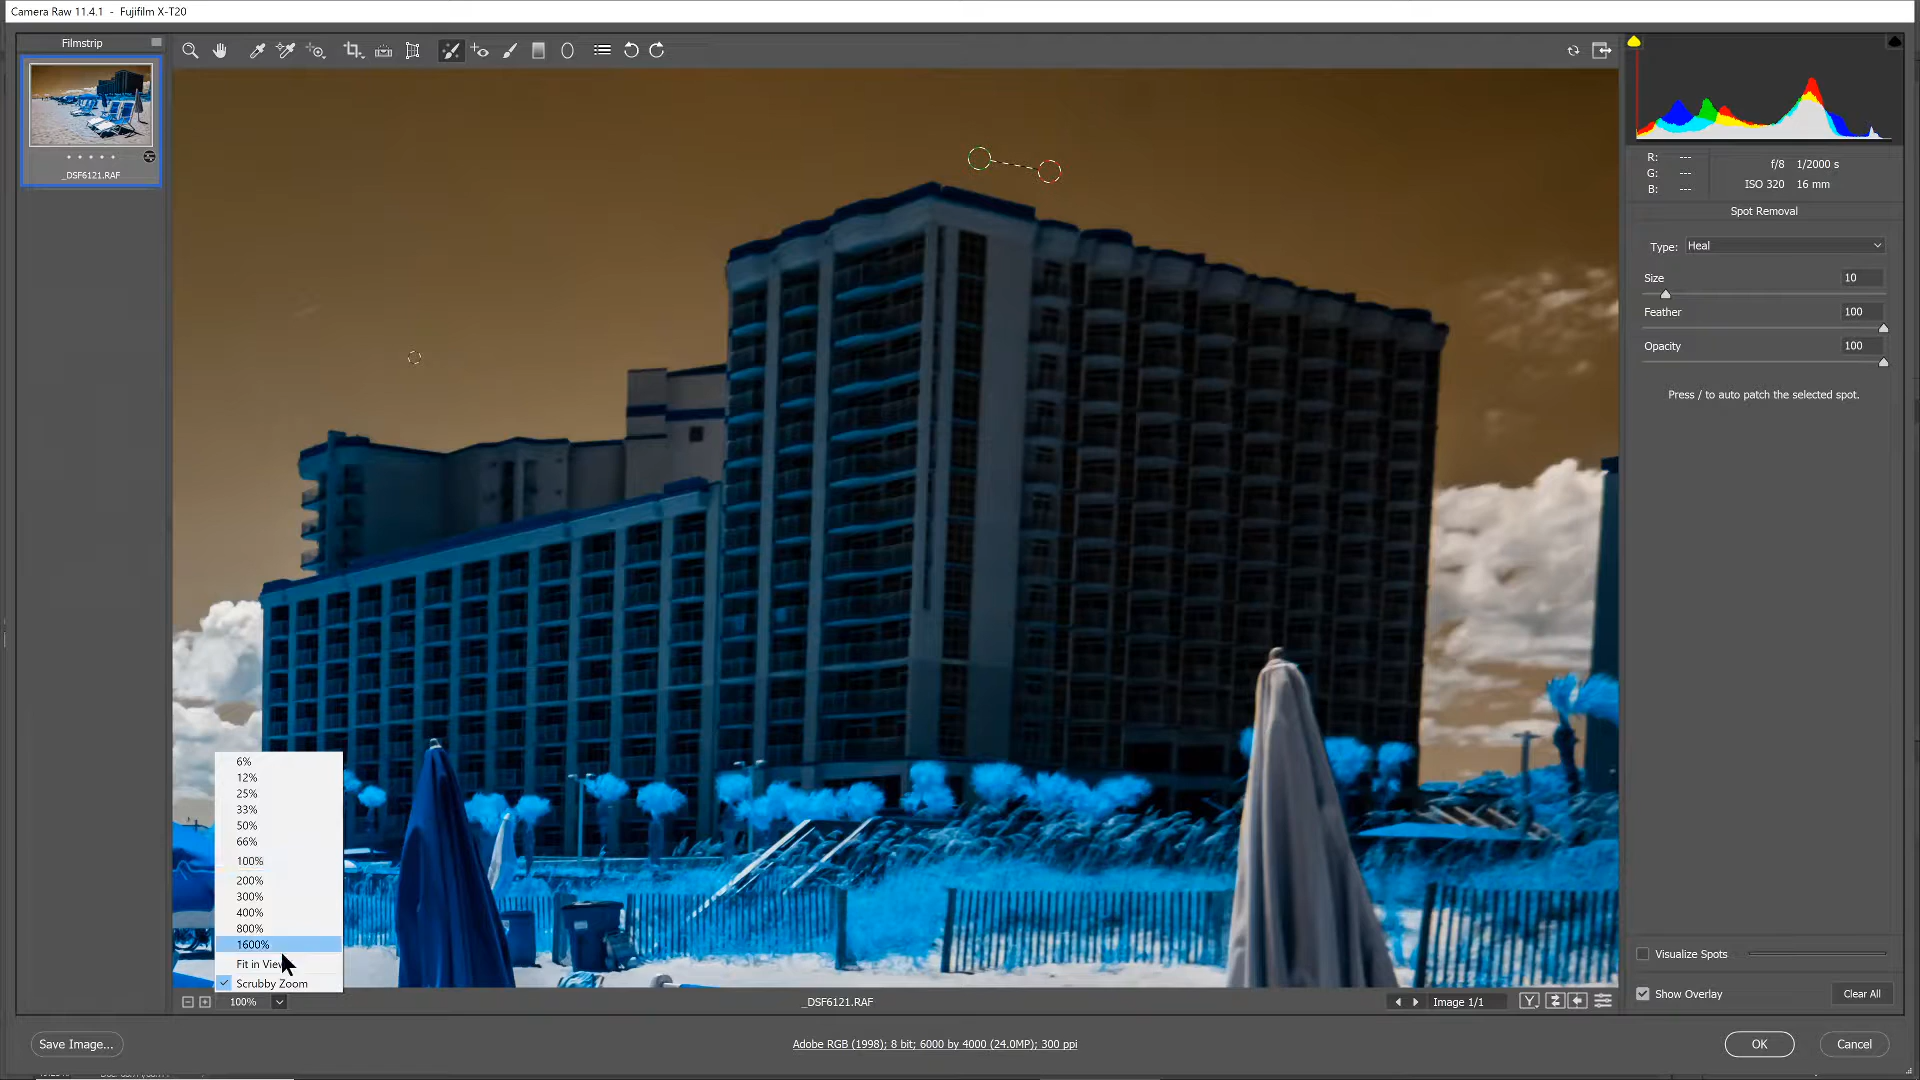 Camera Raw 11.4.1 - Fujifilm X-T20
Filmstrip
_DSF6121.RAF
R: ---
G: ---
B: ---
f/8 1/2000 s
ISO 320 16 mm
Spot Removal
Type: Heal
Size 10
Feather 100
Opacity 100
Press / to auto patch the selected spot.
6%
12%
25%
33%
50%
66%
100%
200%
300%
400%
800%
1600%
Fit in View
Scrubby Zoom
Visualize Spots
Show Overlay Clear All
100% _DSF6121.RAF Image 1/1 Y
Save Image... Adobe RGB (1998); 8 bit; 6000 by 4000 (24.0MP); 300 ppi OK Cancel